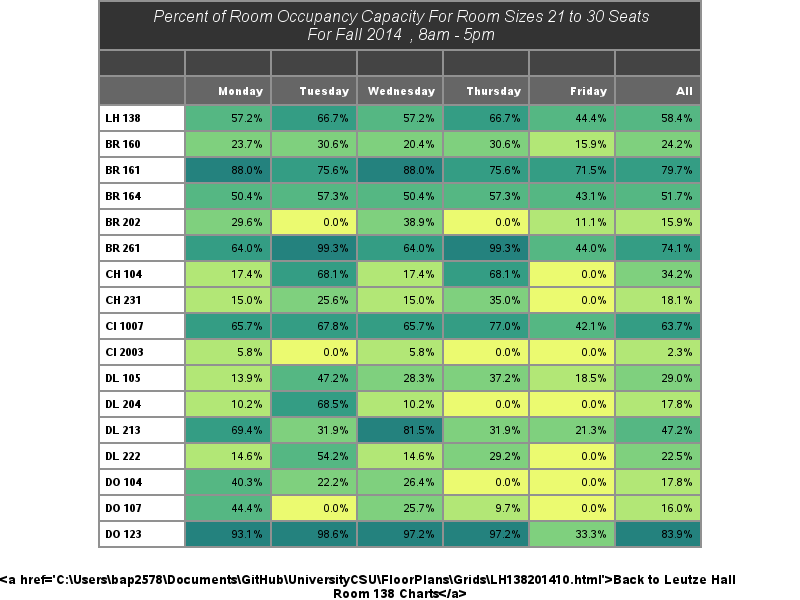 Percent of Room Occupancy Capacity For Room Sizes 21 to 30 Seats
For Fall 2014 , 8am - 5pm
Monday Tuesday Wednesday Thursday Friday All
LH 138 57.2% 66.7% 57.2% 66.7% 44.4% 58.4%
BR 160 23.7% 30.6% 20.4% 30.6% 15.9% 24.2%
BR 161 88.0% 75.6% 88.0% 75.6% 71.5% 79.7%
BR 164 50.4% 57.3% 50.4% 57.3% 43.1% 51.7%
BR 202 29.6% 0.0% 38.9% 0.0% 11.1% 15.9%
BR 261 64.0% 99.3% 64.0% 99.3% 44.0% 74.1%
CH 104 17.4% 68.1% 17.4% 68.1% 0.0% 34.2%
CH 231 15.0% 25.6% 15.0% 35.0% 0.0% 18.1%
CI 1007 65.7% 67.8% 65.7% 77.0% 42.1% 63.7%
CI 2003 5.8% 0.0% 5.8% 0.0% 0.0% 2.3%
DL 105 13.9% 47.2% 28.3% 37.2% 18.5% 29.0%
DL 204 10.2% 68.5% 10.2% 0.0% 0.0% 17.8%
DL 213 69.4% 31.9% 81.5% 31.9% 21.3% 47.2%
DL 222 14.6% 54.2% 14.6% 29.2% 0.0% 22.5%
DO 104 40.3% 22.2% 26.4% 0.0% 0.0% 17.8%
DO 107 44.4% 0.0% 25.7% 9.7% 0.0% 16.0%
DO 123 93.1% 98.6% 97.2% 97.2% 33.3% 83.9%
<a href='C:\Users\bap2578\Documents\GitHub\UniversityCSU\FloorPlans\Grids\LH138201410.html'>Back to Leutze Hall
Room 138 Charts</a>